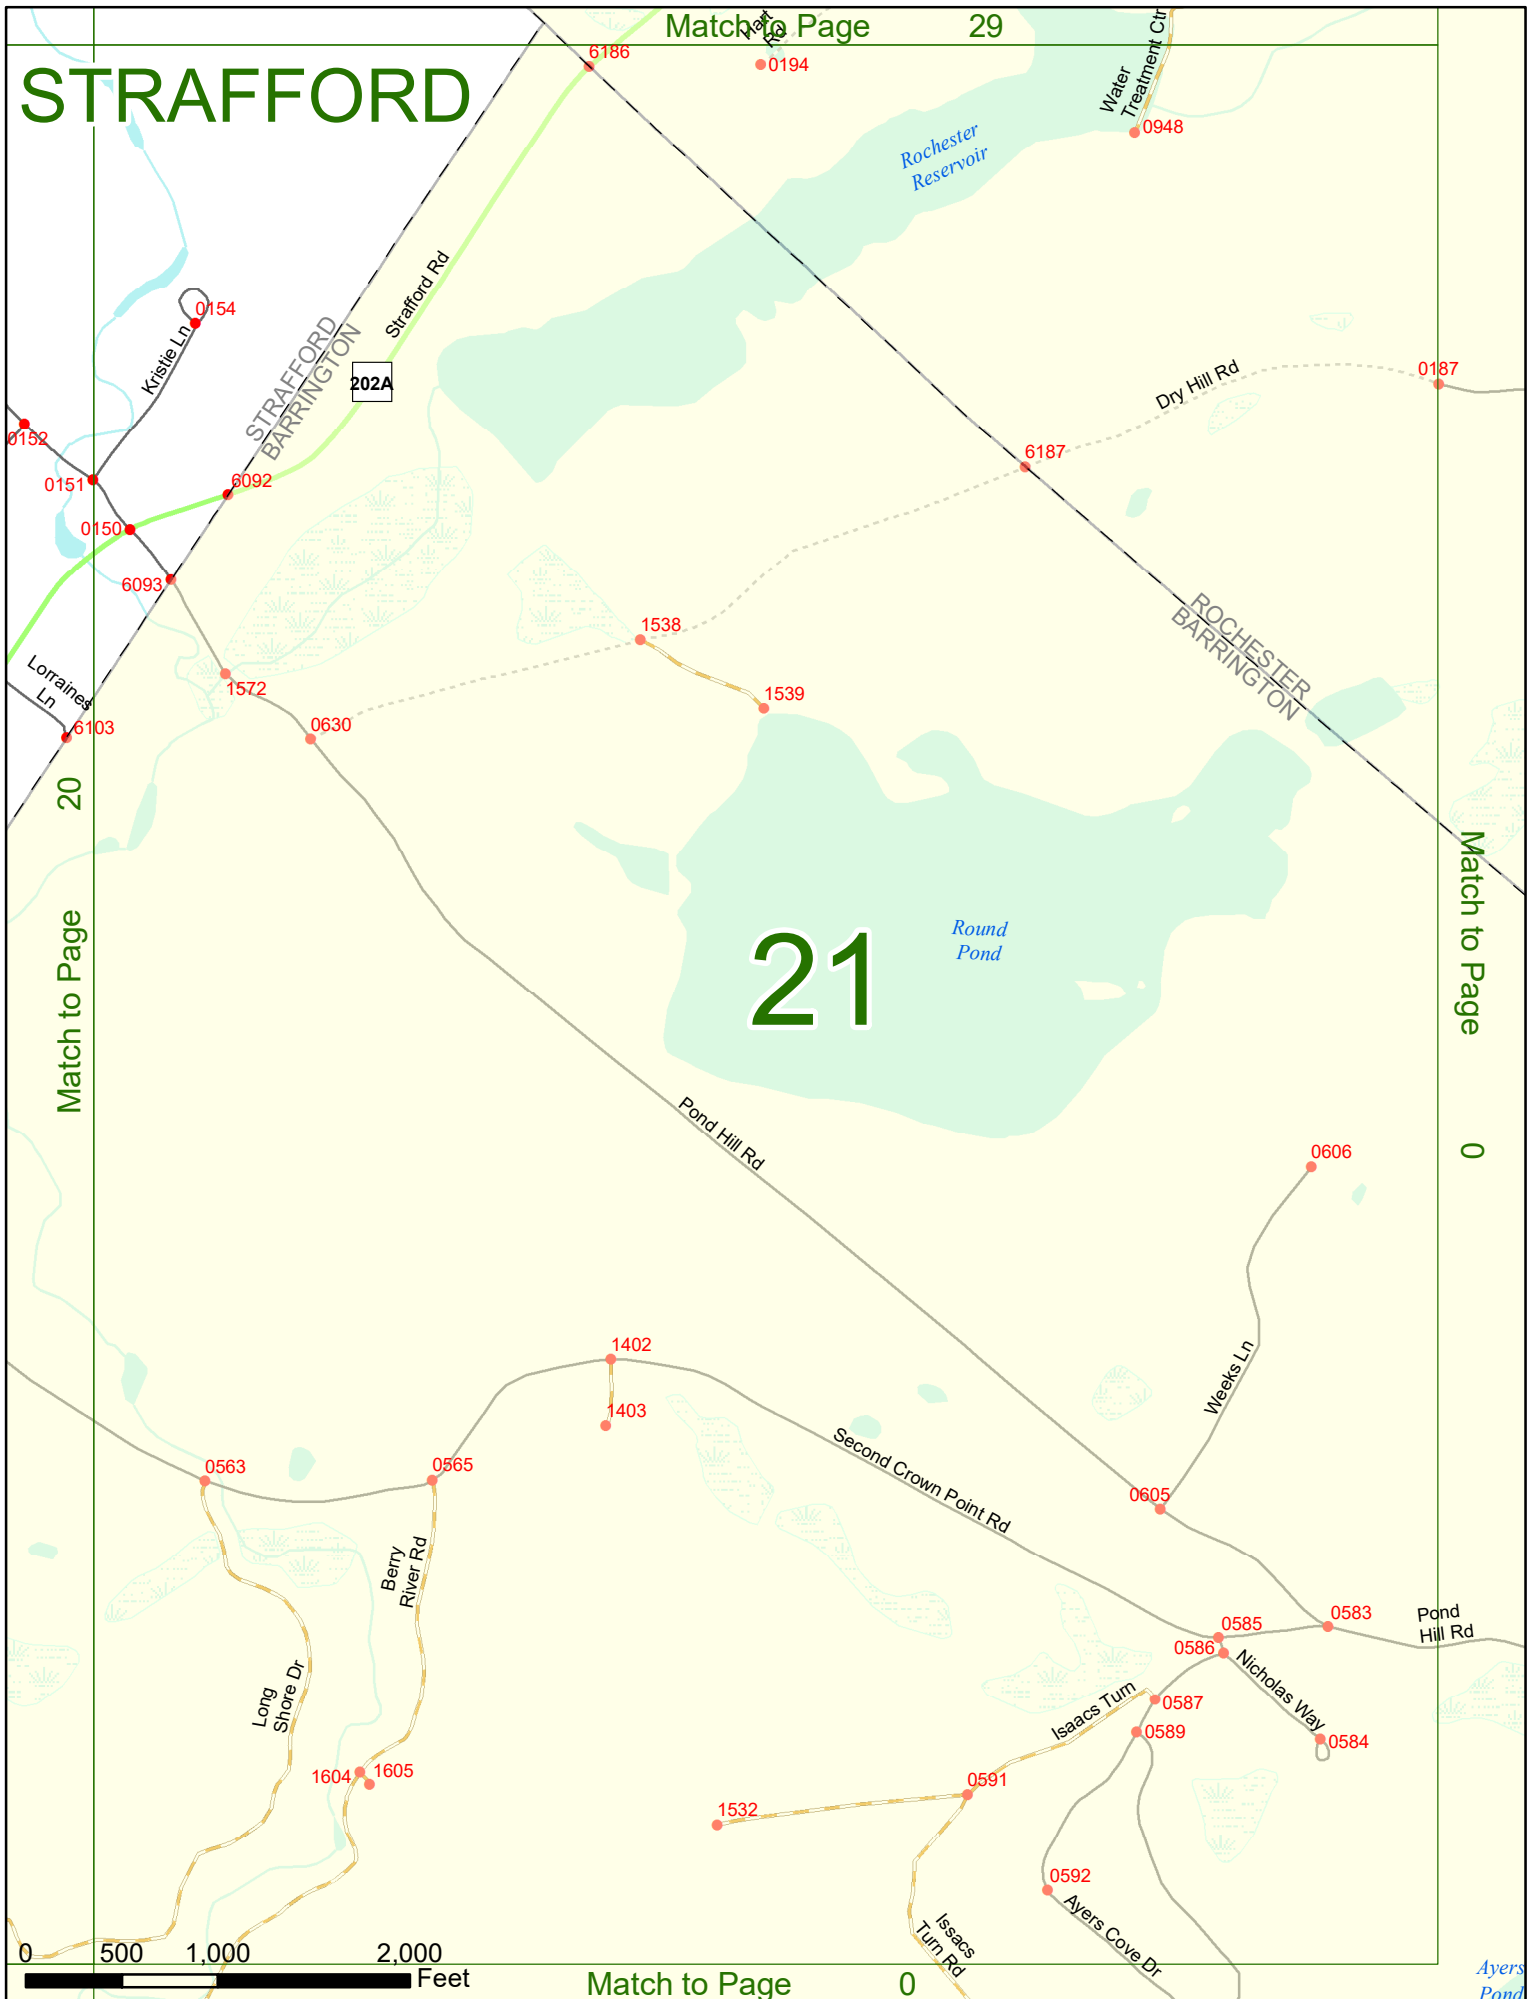 Match to Page 29
STRAFFORD
Hart
Rd
6186
0194
Water
Treatment Ctr
0948
Rochester
Reservoir
Strafford Rd
0154
Kristie Ln
STRAFFORD
BARRINGTON
202A
Dry Hill Rd
0187
0152
0151
6092
6187
0150
6093
ROCHESTER
BARRINGTON
1538
Lorraines
Ln
1572
1539
0630
6103
20
Match to Page
Match to Page
0
21
Round
Pond
Pond Hill Rd
0606
1402
Weeks Ln
1403
Second Crown Point Rd
0563
0565
0605
Berry
River Rd
0583
Pond
Hill Rd
0585
0586
Nicholas Way
Long
Shore Dr
Isaacs Turn
0587
0589
0584
1604
1605
0591
1532
0592
Ayers Cove Dr
Issacs
Turn Rd
0 500 1,000 2,000
Feet
Match to Page 0
Ayers
Pond